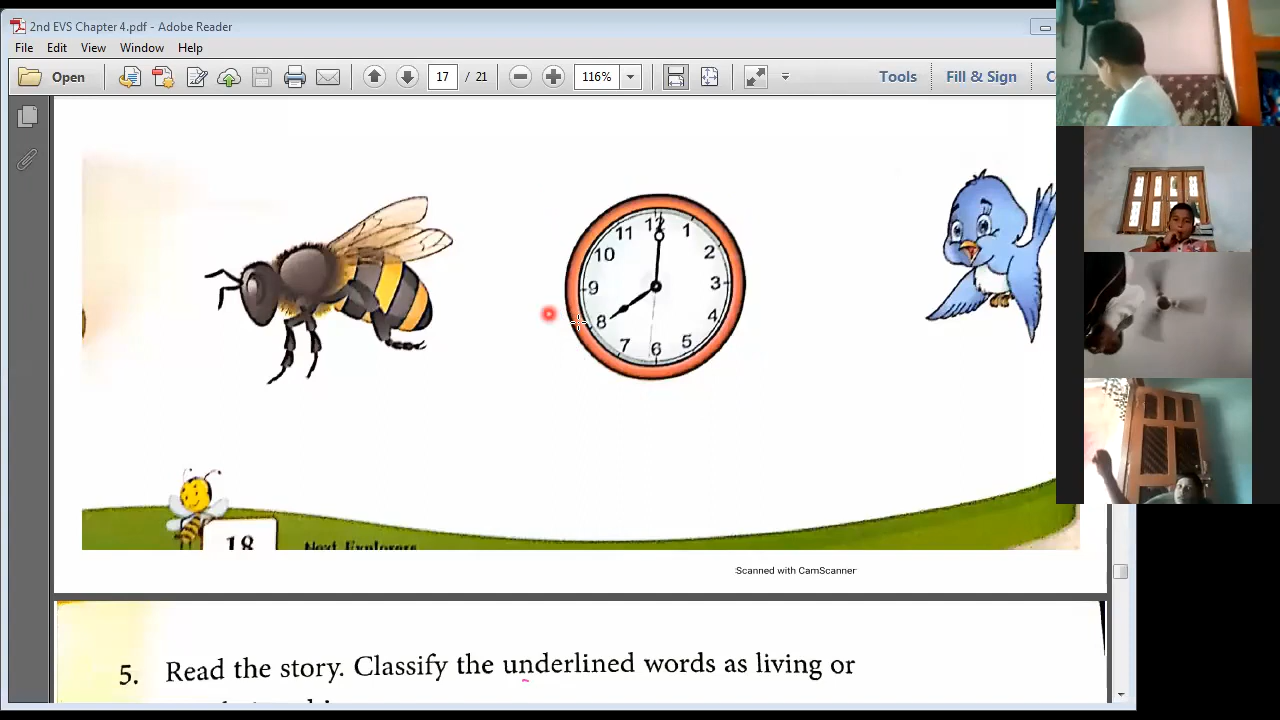 2nd EVS Chapter 4.pdf - Adobe Reader
File Edit View Window Help
Open 17 / 21 116% Tools Fill & Sign
12
11 1
10 2
9 3
8 4
7 5
6
18 Next Explorers
Scanned with CamScanner
5. Read the story. Classify the underlined words as living or